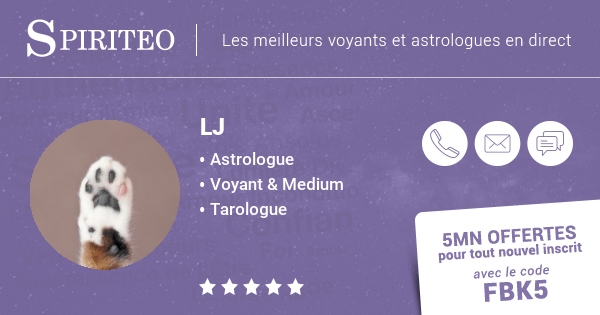 SPIRITEO
Les meilleurs voyants et astrologues en direct
LJ
• Astrologue
• Voyant & Medium
• Tarologue
5MN OFFERTES
pour tout nouvel inscrit
avec le code
FBK5